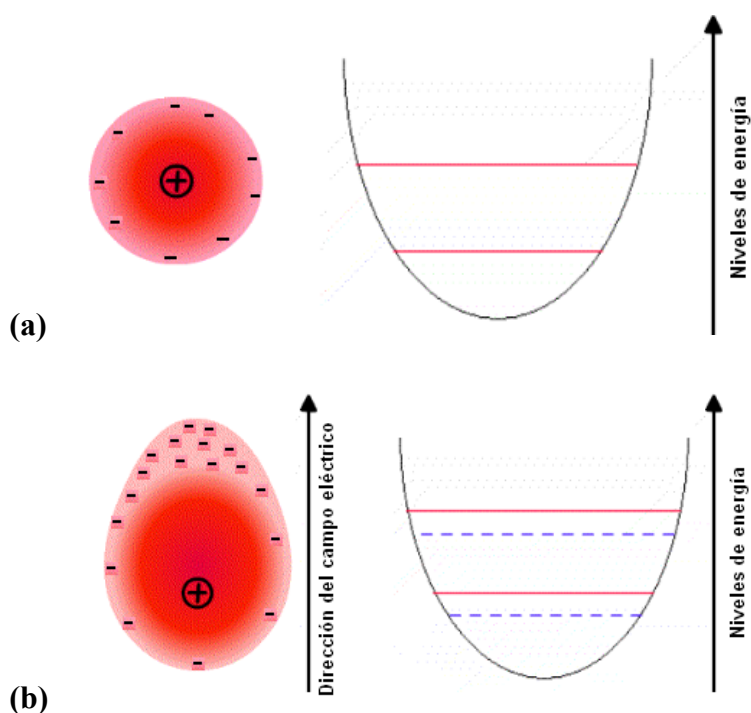 Niveles de energía
(a)
Dirección del campo eléctrico
Niveles de energía
(b)